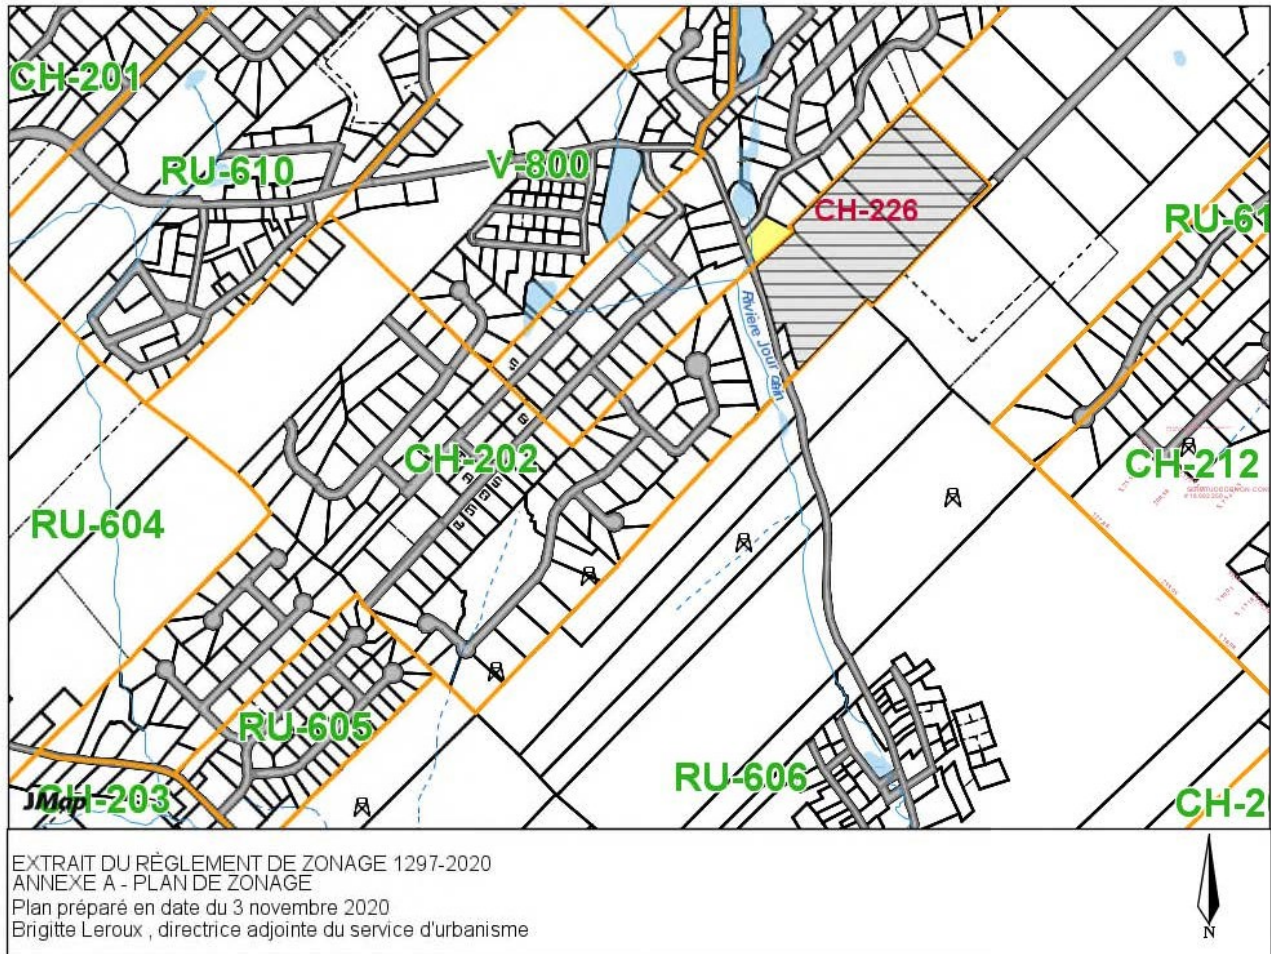 CH-201
RU-610
V-800
CH-226
RU-61
Rivière Jourdain
CH-202
CH-212
RU-604
RU-605
RU-606
JMap
CH-203
CH-2
EXTRAIT DU RÈGLEMENT DE ZONAGE 1297-2020
ANNEXE A - PLAN DE ZONAGE
Plan préparé en date du 3 novembre 2020
Brigitte Leroux , directrice adjointe du service d'urbanisme
N